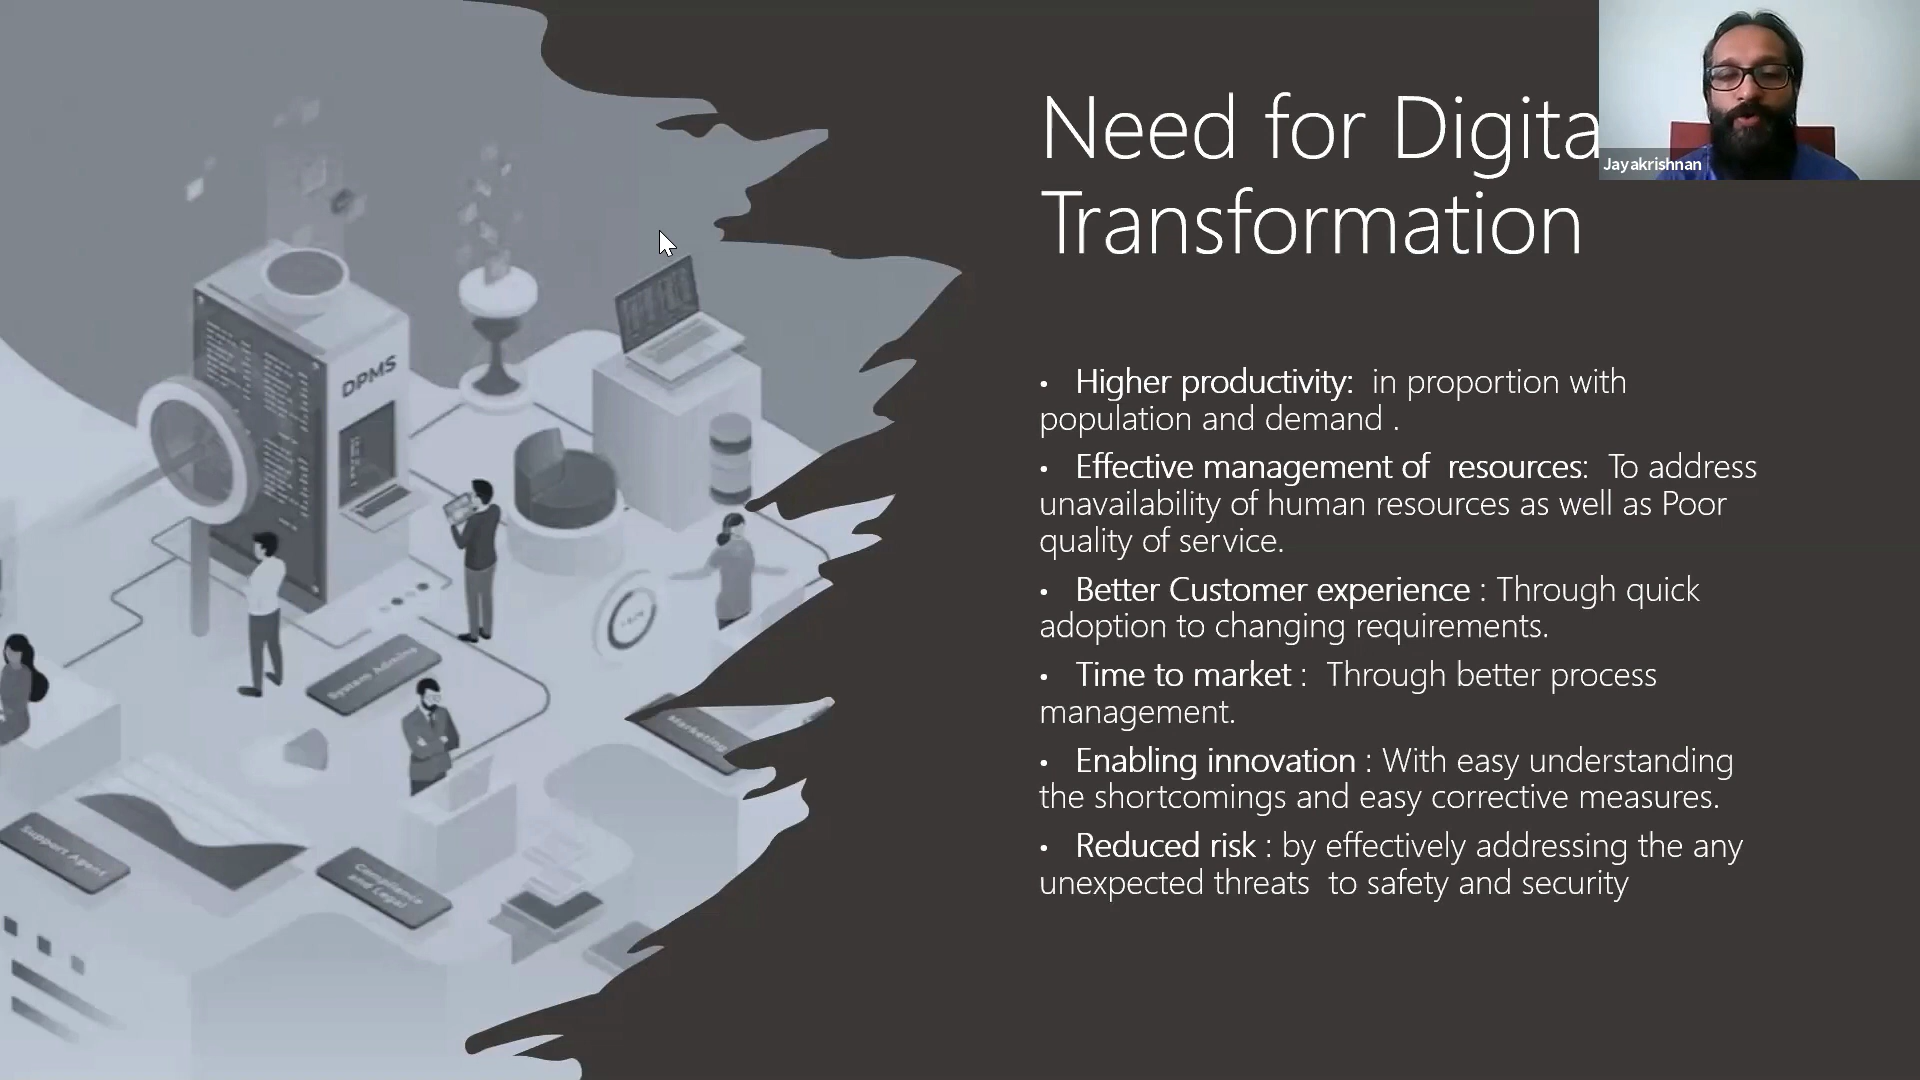 Need for Digita
Transformation
Jayakrishnan
• Higher productivity: in proportion with
population and demand .
• Effective management of resources: To address
unavailability of human resources as well as Poor
quality of service.
• Better Customer experience : Through quick
adoption to changing requirements.
• Time to market : Through better process
management.
• Enabling innovation : With easy understanding
the shortcomings and easy corrective measures.
• Reduced risk : by effectively addressing the any
unexpected threats to safety and security
DPMS
System Admins
Marketing
Support Agent
Compliance
and Legal